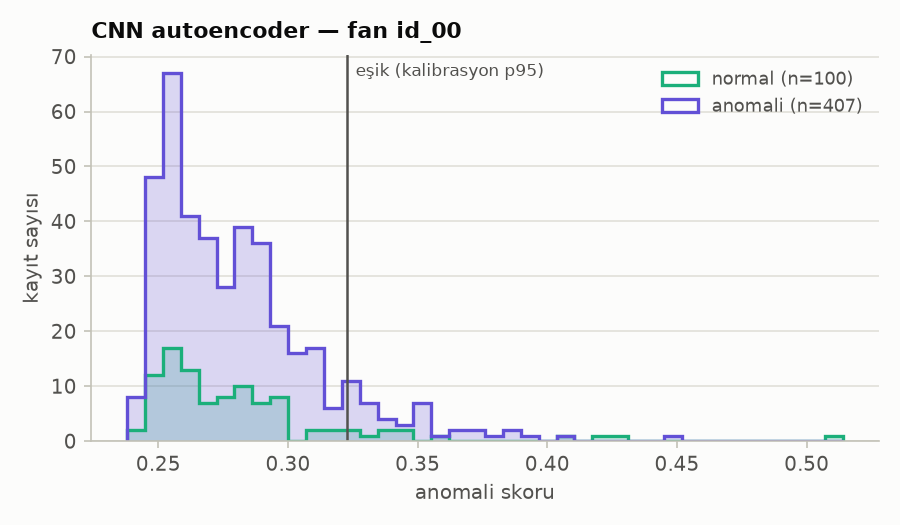 CNN autoencoder — fan id_00
eşik (kalibrasyon p95)
normal (n=100)
anomali (n=407)
70
60
50
40
30
20
10
0
kayıt sayısı
0.25 0.30 0.35 0.40 0.45 0.50
anomali skoru